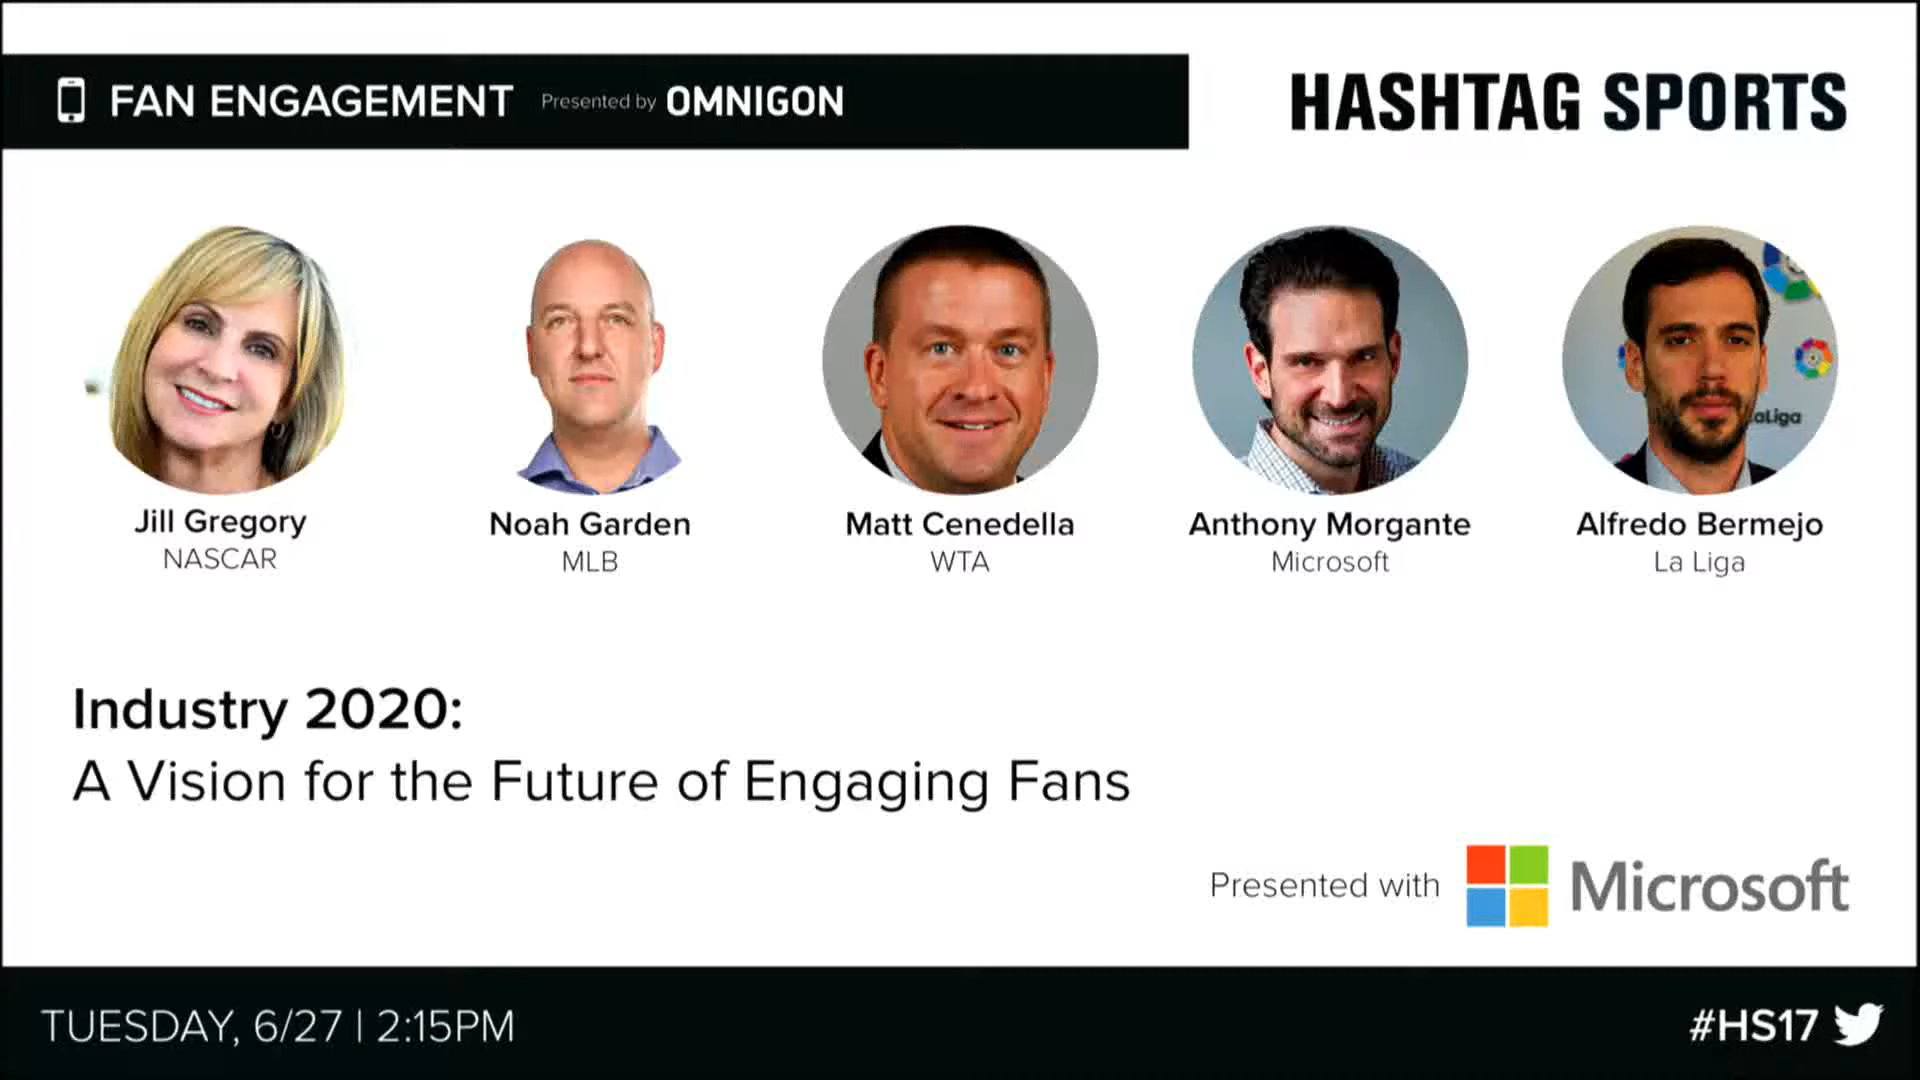 FAN ENGAGEMENT Presented by OMNIGON
HASHTAG SPORTS
aLiga
Jill Gregory
NASCAR
Noah Garden
MLB
Matt Cenedella
WTA
Anthony Morgante
Microsoft
Alfredo Bermejo
La Liga
Industry 2020:
A Vision for the Future of Engaging Fans
Presented with Microsoft
TUESDAY, 6/27 | 2:15PM
#HS17